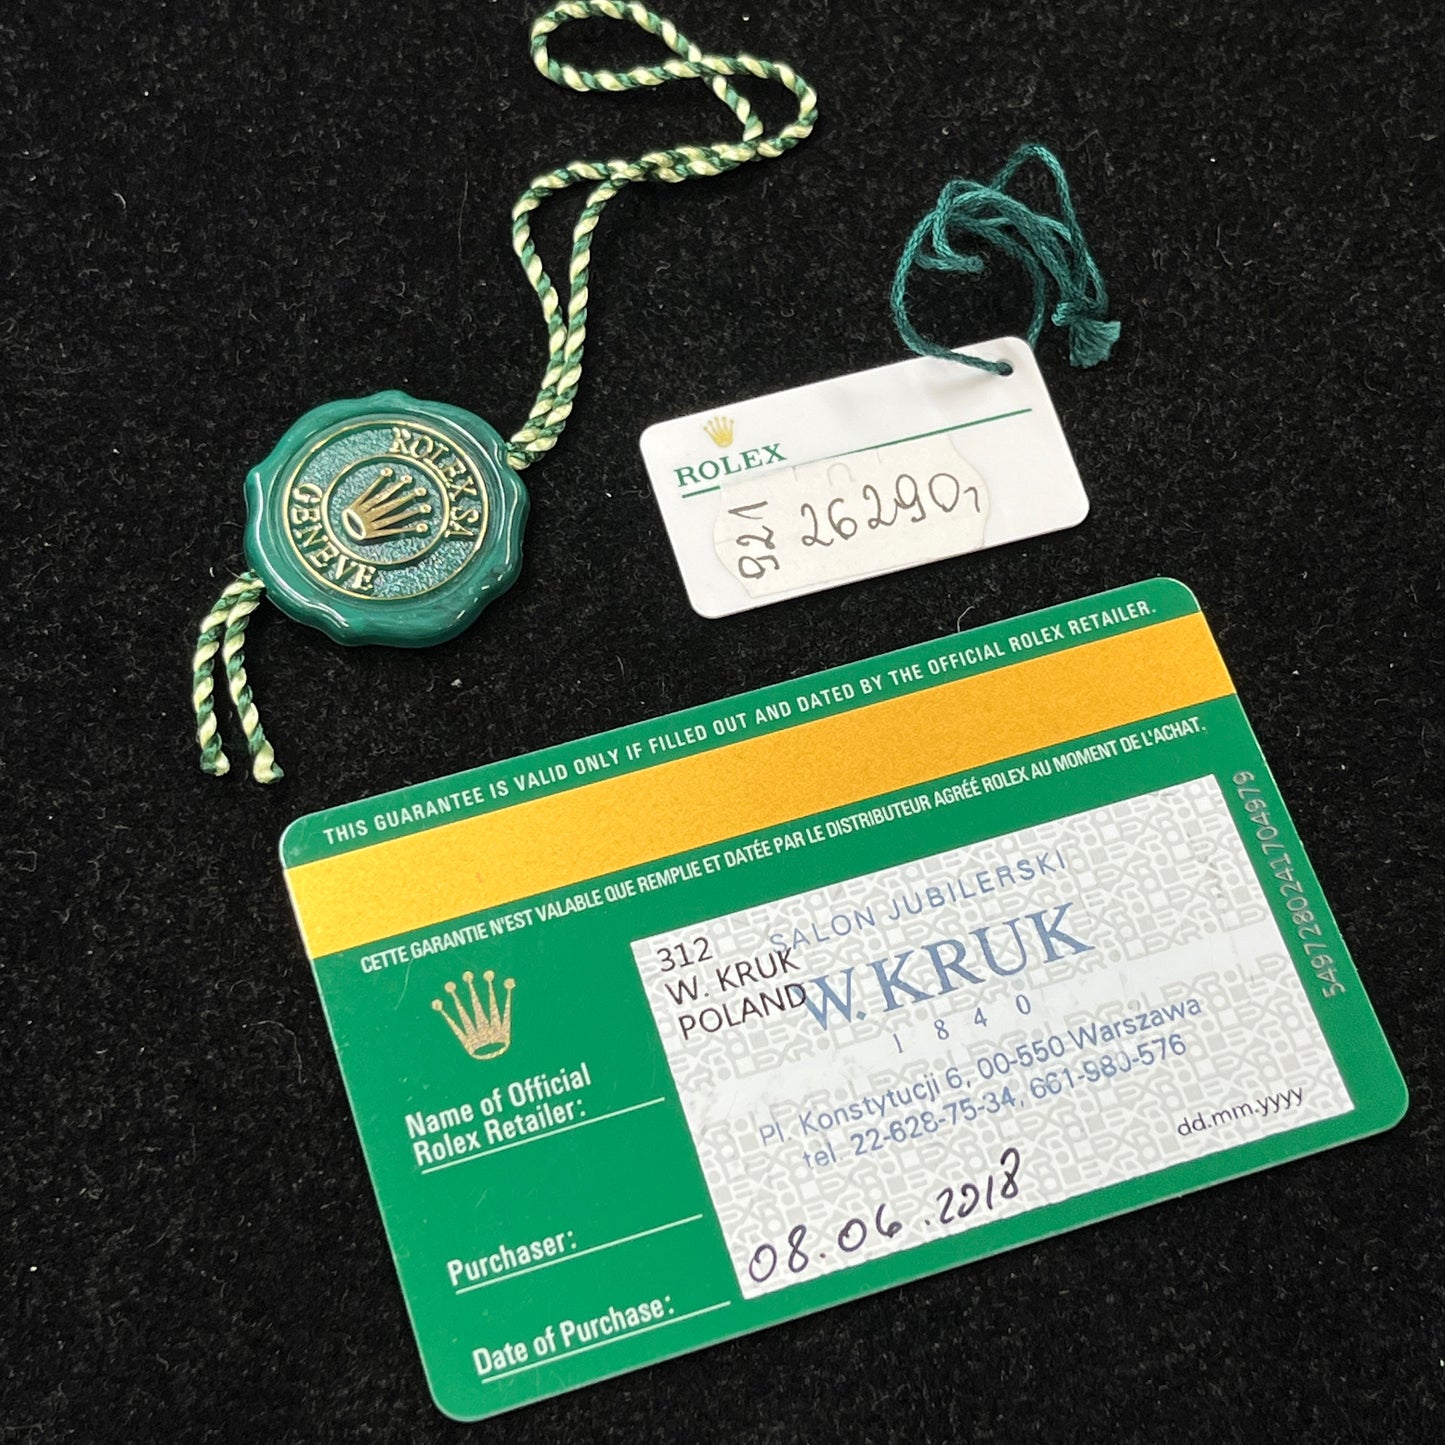 ROLEX SA
GENEVE
ROLEX
921
26290,
THIS GUARANTEE IS VALID ONLY IF FILLED OUT AND DATED BY THE OFFICIAL ROLEX RETAILER.
CETTE GARANTIE N'EST VALABLE QUE REMPLIE ET DATÉE PAR LE DISTRIBUTEUR AGRÉÉ ROLEX AU MOMENT DE L'ACHAT.
5497280241704979
312
W. KRUK
POLAND
SALON JUBILERSKI
W. KRUK
1840
Pl. Konstytucji 6, 00-550 Warszawa
tel. 22-628-75-34, 661-980-576
dd.mm.yyyy
08.06.2018
Name of Official
Rolex Retailer:
Purchaser:
Date of Purchase: